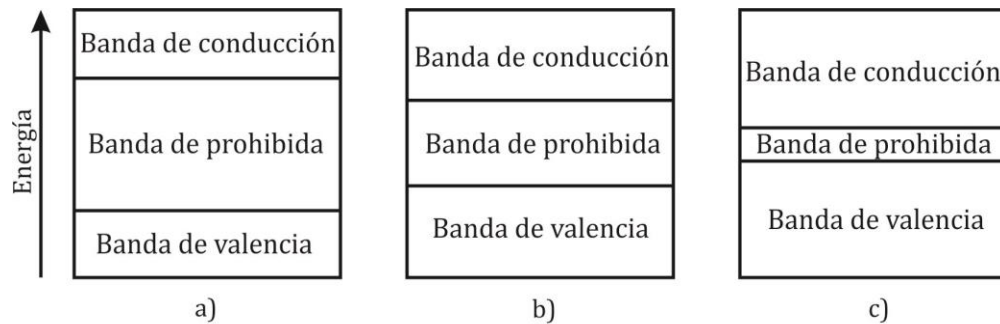 Energía
Banda de conducción
Banda de prohibida
Banda de valencia
a)
Banda de conducción
Banda de prohibida
Banda de valencia
b)
Banda de conducción
Banda de prohibida
Banda de valencia
c)